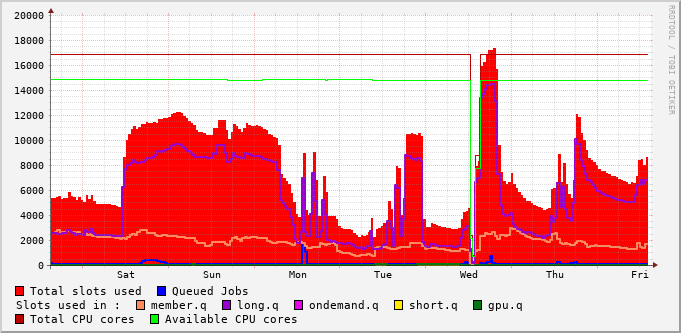 RRDTOOL / TOBI OETIKER
20000
18000
16000
14000
12000
10000
8000
6000
4000
2000
0
Sat Sun Mon Tue Wed Thu Fri
Total slots used Queued Jobs
Slots used in : member.q long.q ondemand.q short.q gpu.q
Total CPU cores Available CPU cores